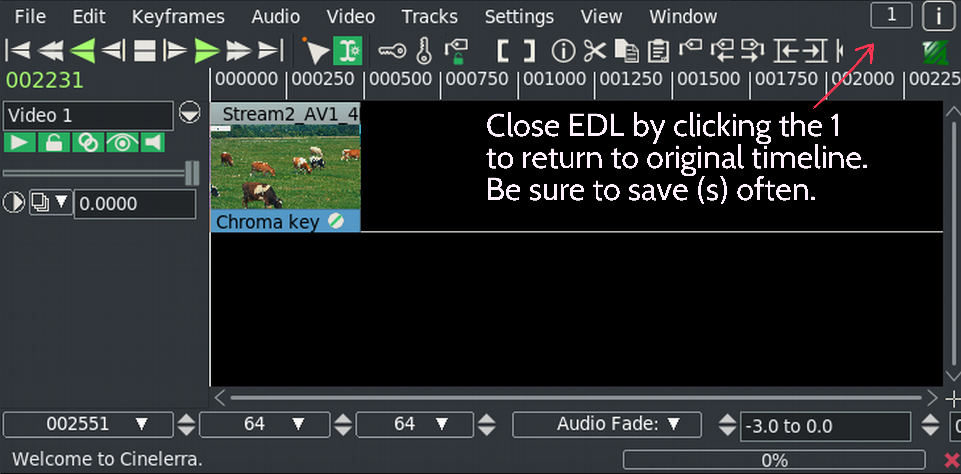 File Edit Keyframes Audio Video Tracks Settings View Window 1 i
002231
000000 000250 000500 000750 001000 001250 001500 001750 002000 00225
Video 1
Stream2_AV1_4
Close EDL by clicking the 1
to return to original timeline.
Be sure to save (s) often.
0.0000
Chroma key
002551 64 64 Audio Fade: -3.0 to 0.0
Welcome to Cinelerra. 0%